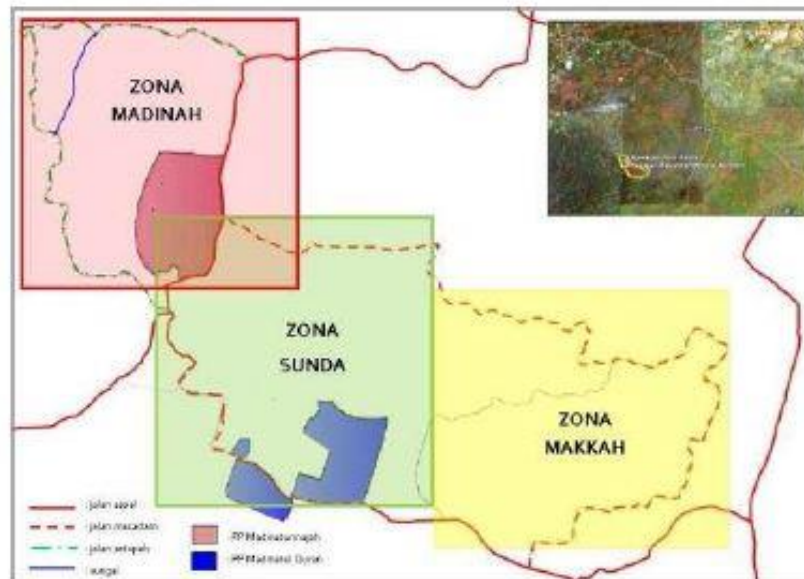 ZONA
MADINAH
ZONA
SUNDA
ZONA
MAKKAH
jalan aspal
jalan macadam
jalan setapak
sungai
PP Madinatunnajah
PP Madinatul Quran